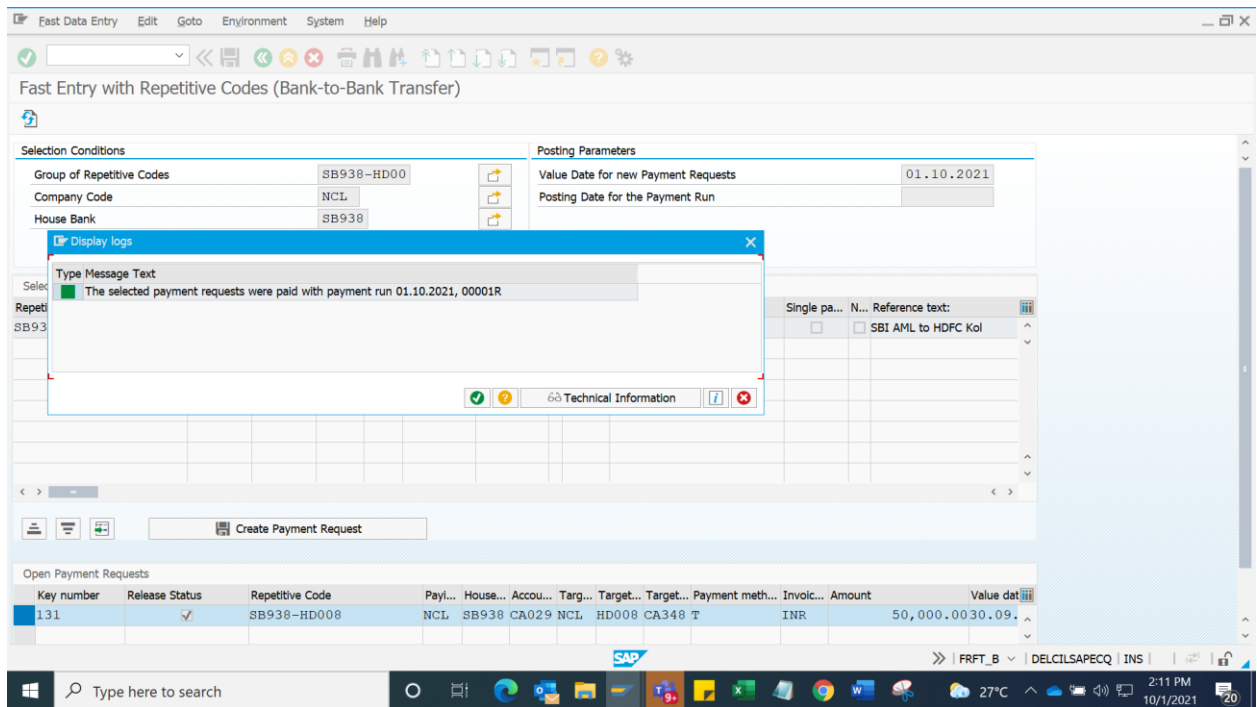 Fast Data Entry Edit Goto Environment System Help
Fast Entry with Repetitive Codes (Bank-to-Bank Transfer)
Selection Conditions
Posting Parameters
Group of Repetitive Codes SB938-HD00
Value Date for new Payment Requests 01.10.2021
Company Code NCL
Posting Date for the Payment Run
House Bank SB938
Display logs
Type Message Text
The selected payment requests were paid with payment run 01.10.2021, 00001R
Technical Information
Selec
Repeti Single pa... N... Reference text:
SB93 SBI AML to HDFC Kol
Create Payment Request
Open Payment Requests
Key number Release Status Repetitive Code Payi... House... Accou... Targ... Target... Target... Payment meth... Invoic... Amount Value dat
131 SB938-HD008 NCL SB938 CA029 NCL HD008 CA348 T INR 50,000.00 30.09.
SAP
FRFT_B DELCILSAPECQ INS
Type here to search
9+
27°C
2:11 PM
10/1/2021
20